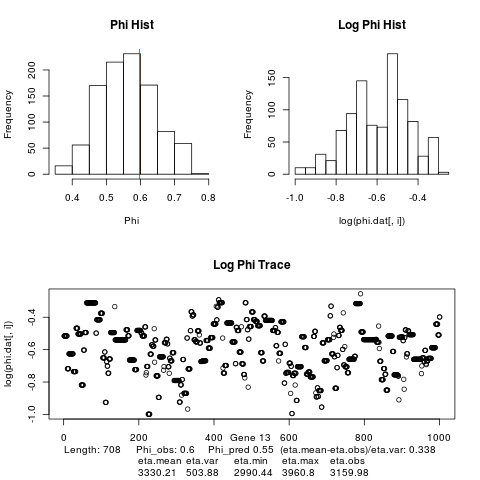 Phi Hist
Frequency
0 50 100 150 200
0.4 0.5 0.6 0.7 0.8
Phi
Log Phi Hist
Frequency
0 50 100 150
-1.0 -0.8 -0.6 -0.4
log(phi.dat[, i])
Log Phi Trace
log(phi.dat[, i])
-1.0 -0.8 -0.6 -0.4
0 200 400 600 800 1000
Gene 13
Length: 708 Phi_obs: 0.6 Phi_pred 0.55 (eta.mean-eta.obs)/eta.var: 0.338
eta.mean eta.var eta.min eta.max eta.obs
3330.21 503.88 2990.44 3960.8 3159.98